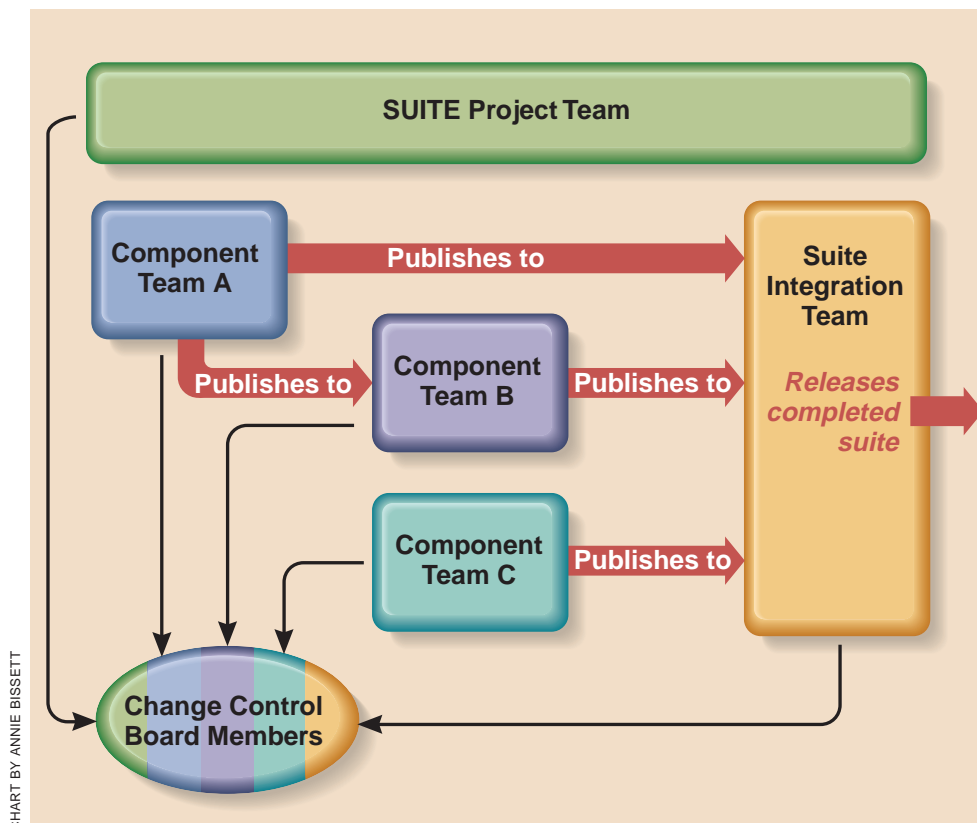 SUITE Project Team
Component
Team A
Publishes to
Suite
Integration
Team
Publishes to
Component
Team B
Publishes to
Releases
completed
suite
Component
Team C
Publishes to
Change Control
Board Members
CHART BY ANNIE BISSETT